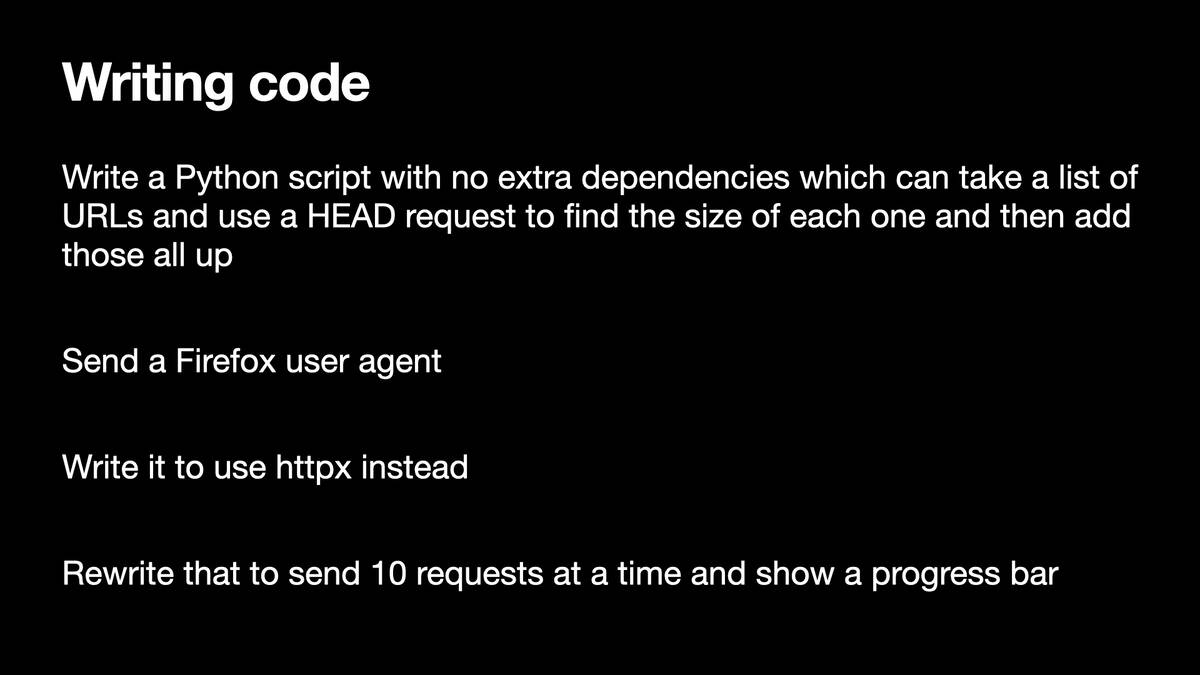 Writing code
Write a Python script with no extra dependencies which can take a list of
URLs and use a HEAD request to find the size of each one and then add
those all up
Send a Firefox user agent
Write it to use httpx instead
Rewrite that to send 10 requests at a time and show a progress bar